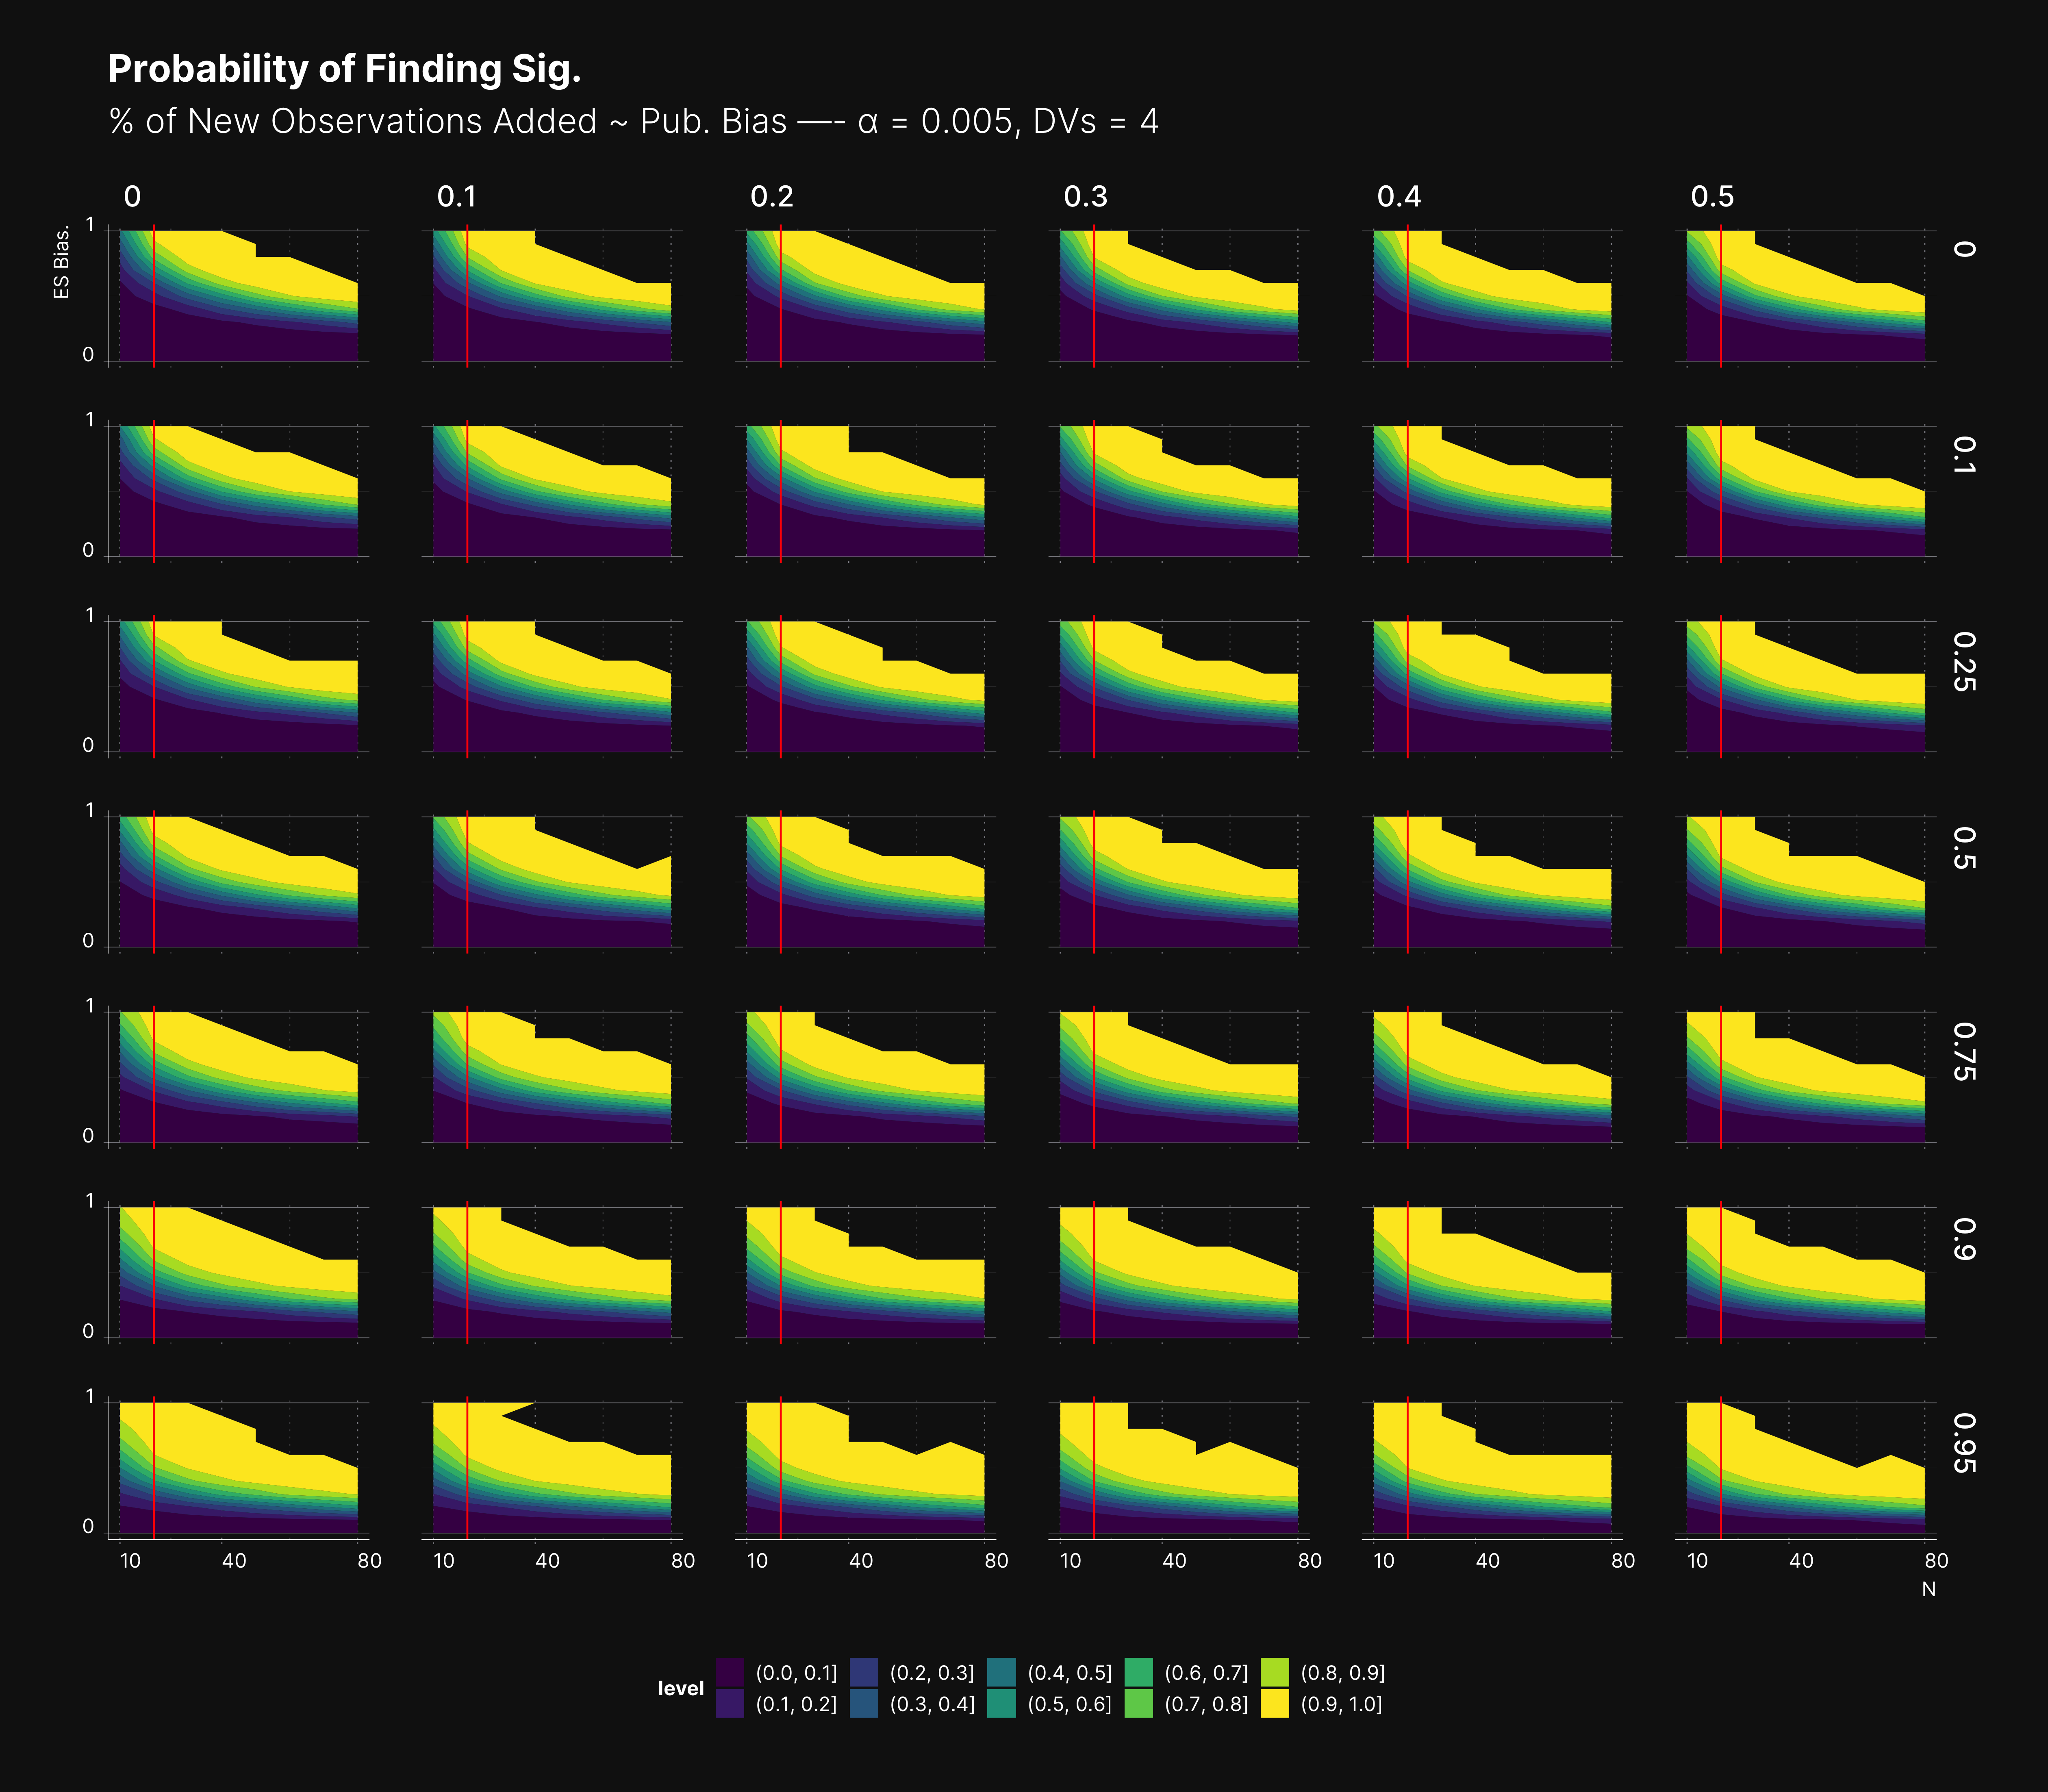 Probability of Finding Sig.
% of New Observations Added ~ Pub. Bias —- α = 0.005, DVs = 4
0 0.1 0.2 0.3 0.4 0.5
ES Bias.
1
0
0
1
0
0.1
1
0
0.25
1
0
0.5
1
0
0.75
1
0
0.9
1
0
0.95
10 40 80 10 40 80 10 40 80 10 40 80 10 40 80 10 40 80
N
level
(0.0, 0.1] (0.2, 0.3] (0.4, 0.5] (0.6, 0.7] (0.8, 0.9]
(0.1, 0.2] (0.3, 0.4] (0.5, 0.6] (0.7, 0.8] (0.9, 1.0]